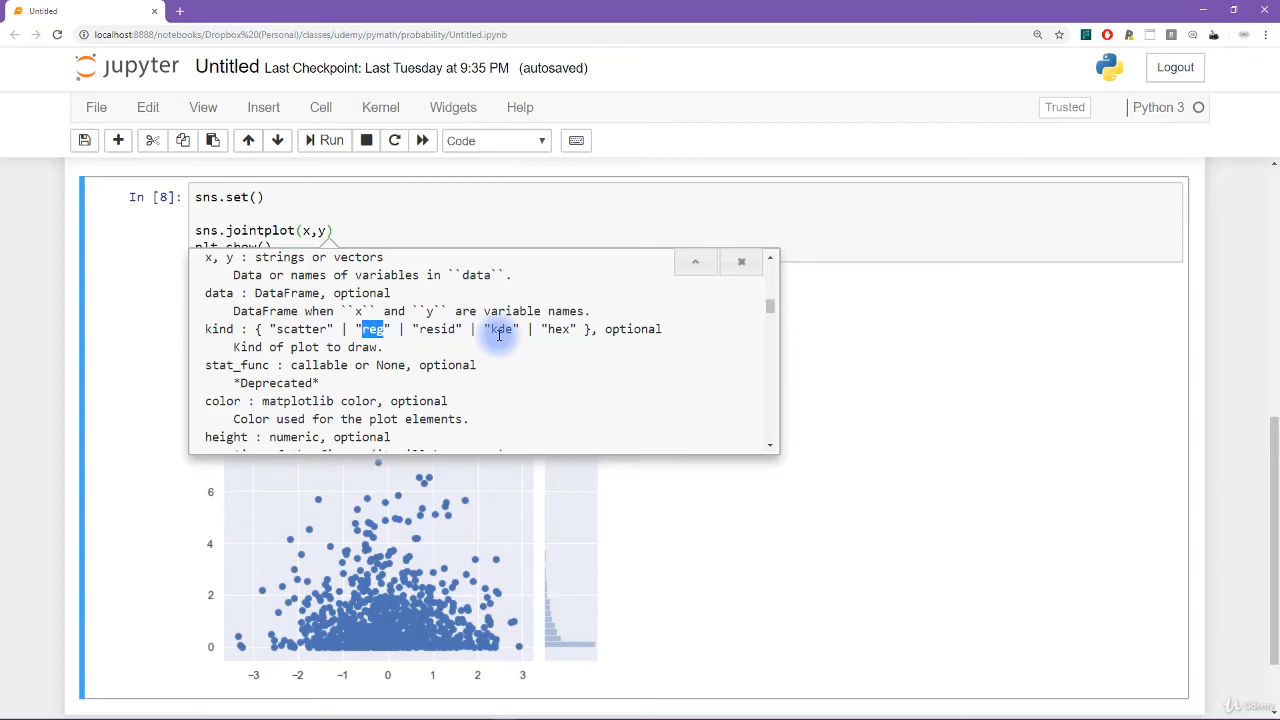 Untitled
localhost:8888/notebooks/Dropbox%20(Personal)/classes/udemy/pymath/probability/Untitled.ipynb
jupyter Untitled Last Checkpoint: Last Tuesday at 9:35 PM (autosaved)
Logout
File Edit View Insert Cell Kernel Widgets Help
Trusted
Python 3
Run
Code
In [8]:
sns.set()
sns.jointplot(x,y)
plt.show()
x, y : strings or vectors
Data or names of variables in ``data``.
data : DataFrame, optional
DataFrame when ``x`` and ``y`` are variable names.
kind : { "scatter" | "reg" | "resid" | "kde" | "hex" }, optional
Kind of plot to draw.
stat_func : callable or None, optional
*Deprecated*
color : matplotlib color, optional
Color used for the plot elements.
height : numeric, optional
6
4
2
0
−3 −2 −1 0 1 2 3
Udemy